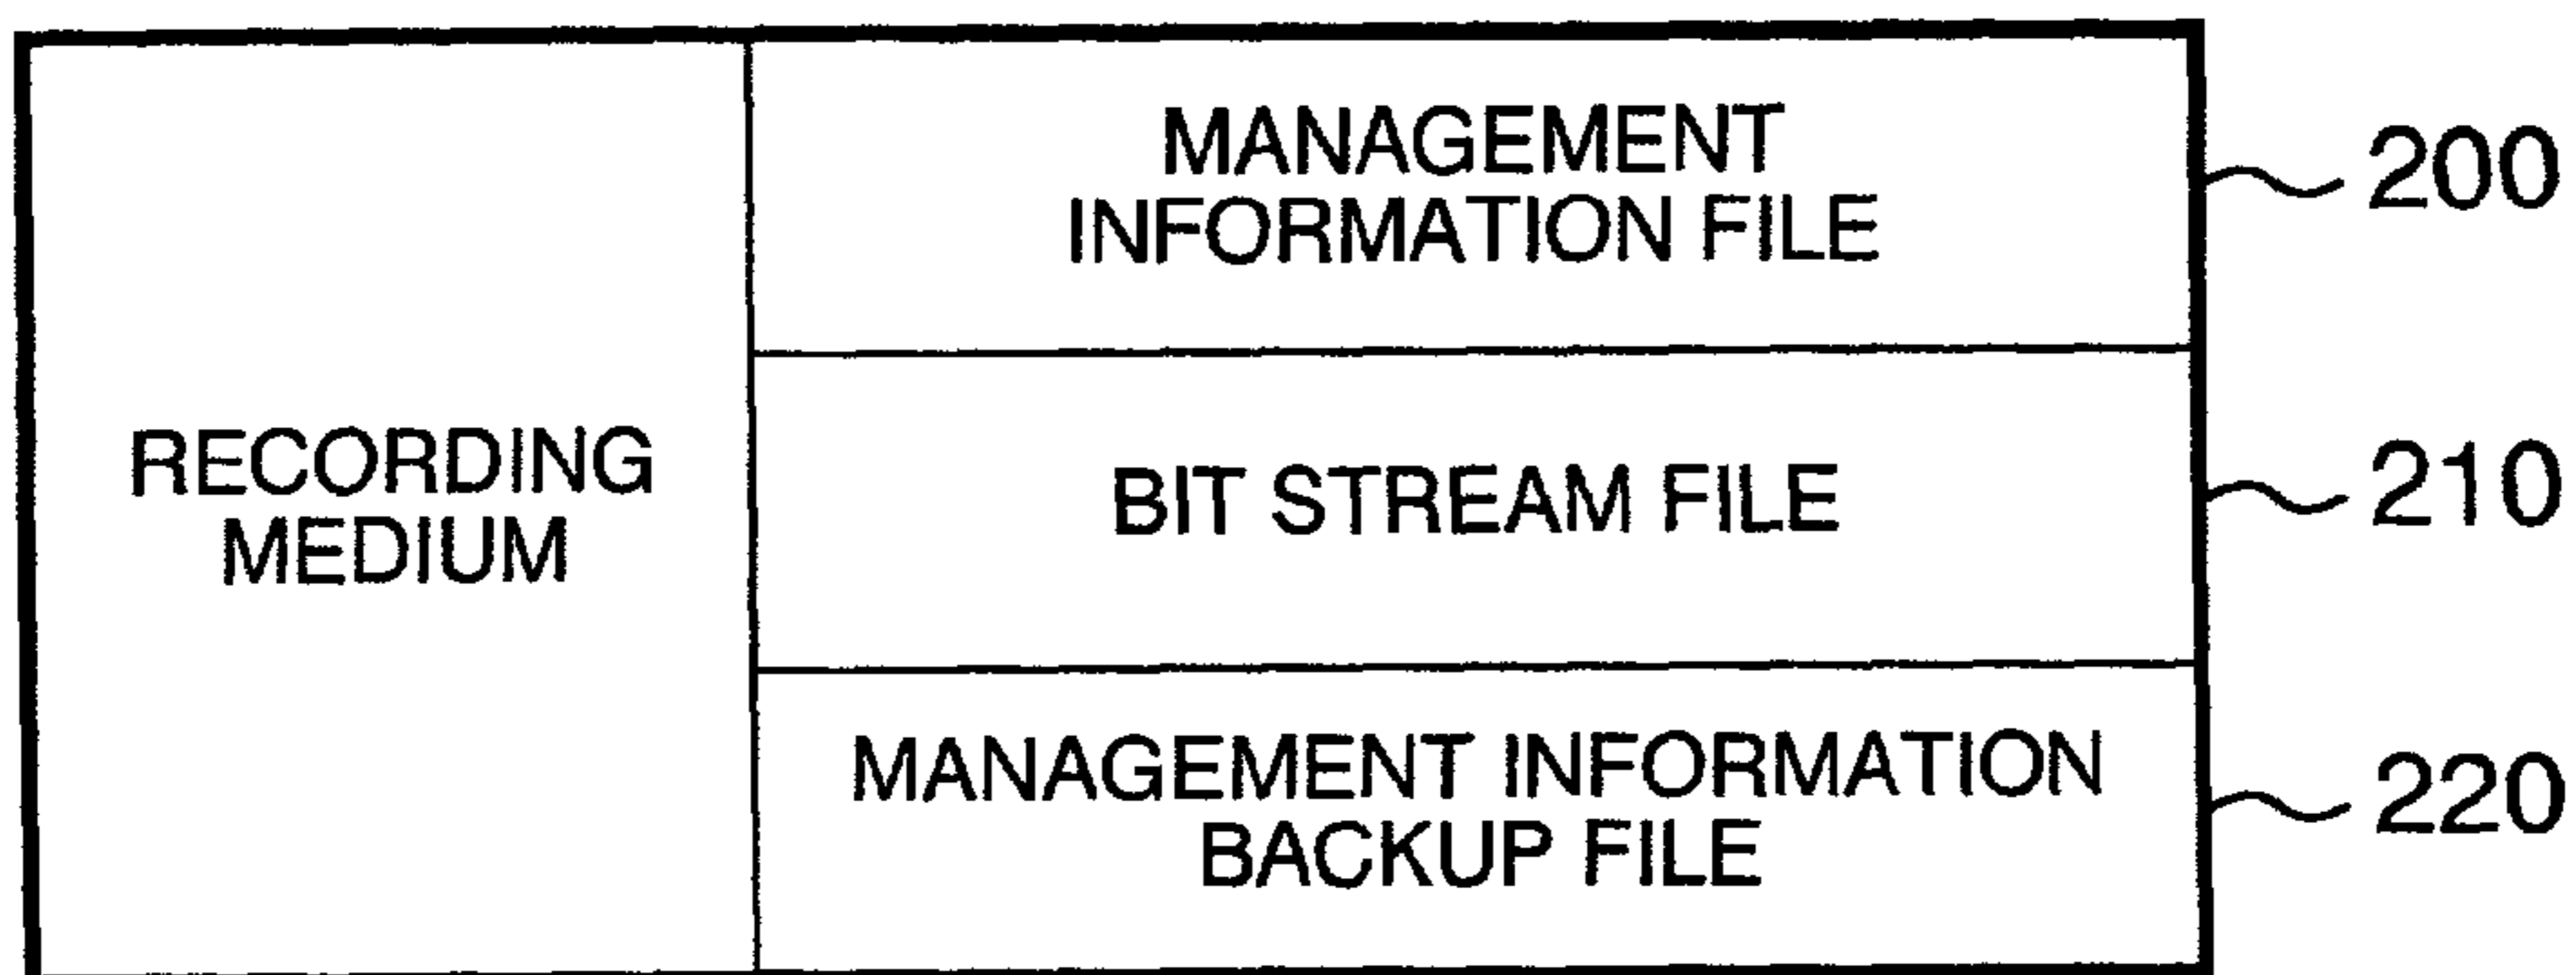 RECORDING
MEDIUM
MANAGEMENT
INFORMATION FILE
200
BIT STREAM FILE
210
MANAGEMENT INFORMATION
BACKUP FILE
220